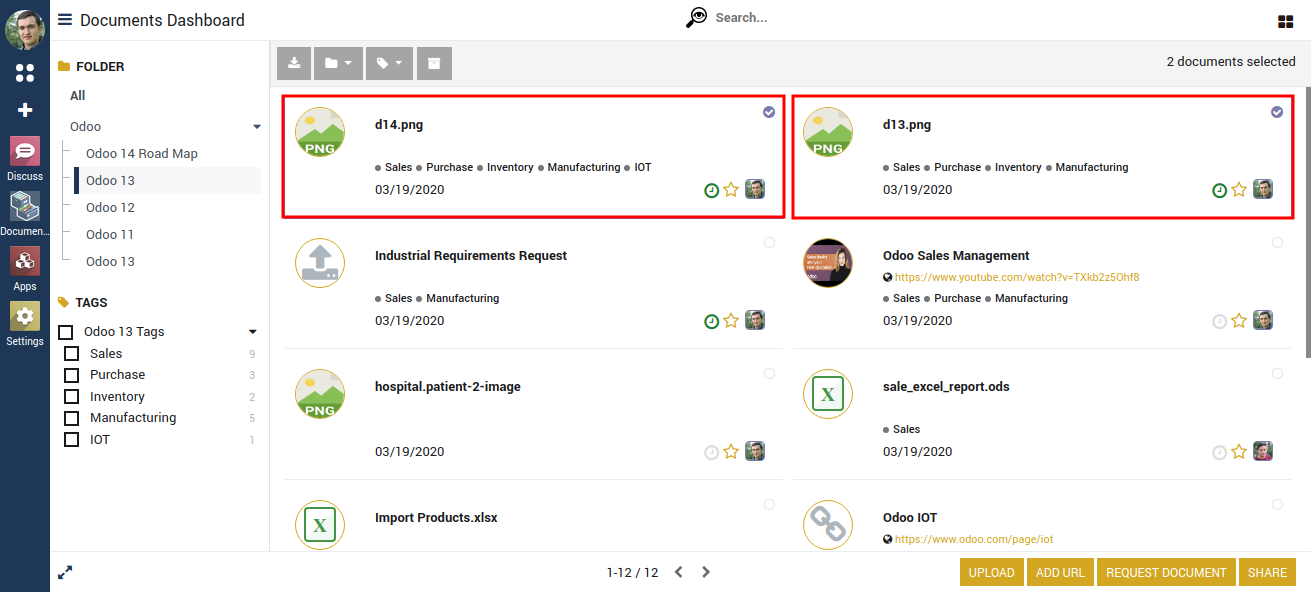 Documents Dashboard
Search...
Discuss
Documen...
Apps
Settings
FOLDER
All
Odoo
Odoo 14 Road Map
Odoo 13
Odoo 12
Odoo 11
Odoo 13
TAGS
Odoo 13 Tags
Sales 9
Purchase 3
Inventory 2
Manufacturing 5
IOT 1
2 documents selected
PNG
d14.png
Sales Purchase Inventory Manufacturing IOT
03/19/2020
PNG
d13.png
Sales Purchase Inventory Manufacturing
03/19/2020
Industrial Requirements Request
Sales Manufacturing
03/19/2020
Odoo Sales Management
https://www.youtube.com/watch?v=TXkb2z5Ohf8
Sales Purchase Manufacturing
03/19/2020
PNG
hospital.patient-2-image
03/19/2020
X
sale_excel_report.ods
Sales
03/19/2020
X
Import Products.xlsx
Odoo IOT
https://www.odoo.com/page/iot
1-12 / 12
UPLOAD
ADD URL
REQUEST DOCUMENT
SHARE